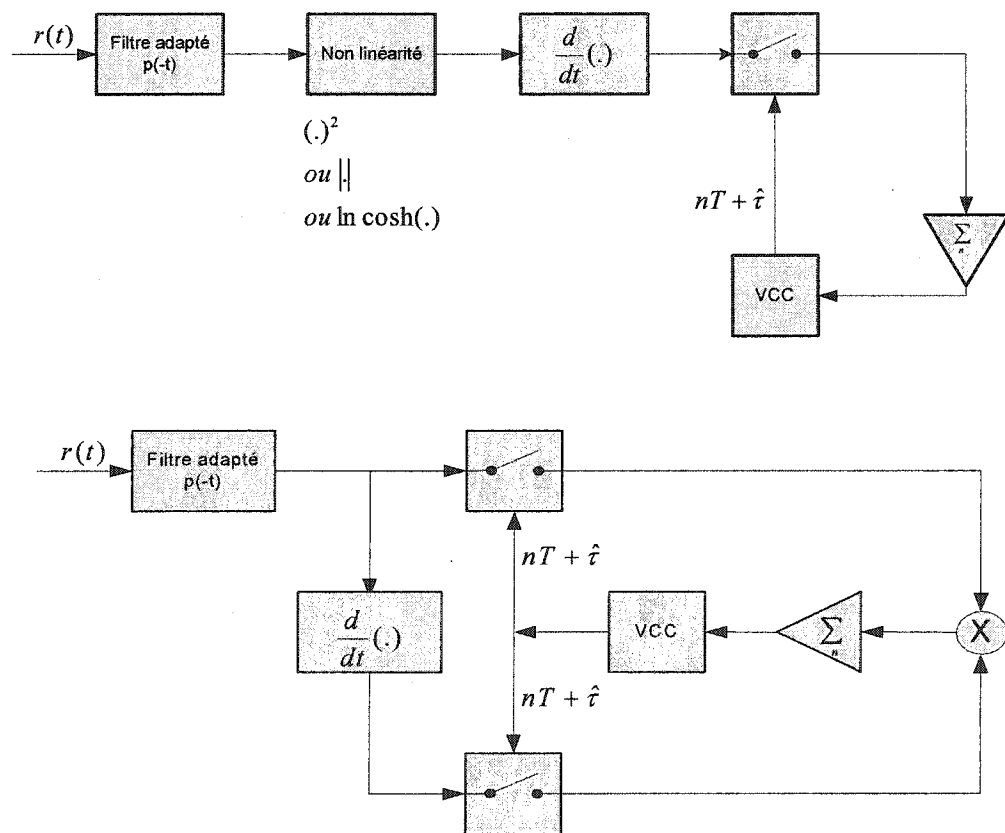 r(t)
Filtre adapté
p(-t)
Non linéarité
d/dt (.)
(.)²
ou |.|
ou ln cosh(.)
nT + τ̂
Σ
n
VCC
r(t)
Filtre adapté
p(-t)
nT + τ̂
d/dt (.)
VCC
Σ
n
X
nT + τ̂